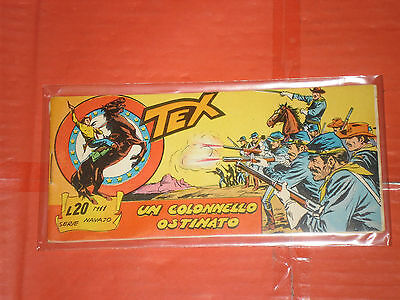 TEX
UN COLONNELLO
OSTINATO
L.20
SERIE NAVAJO